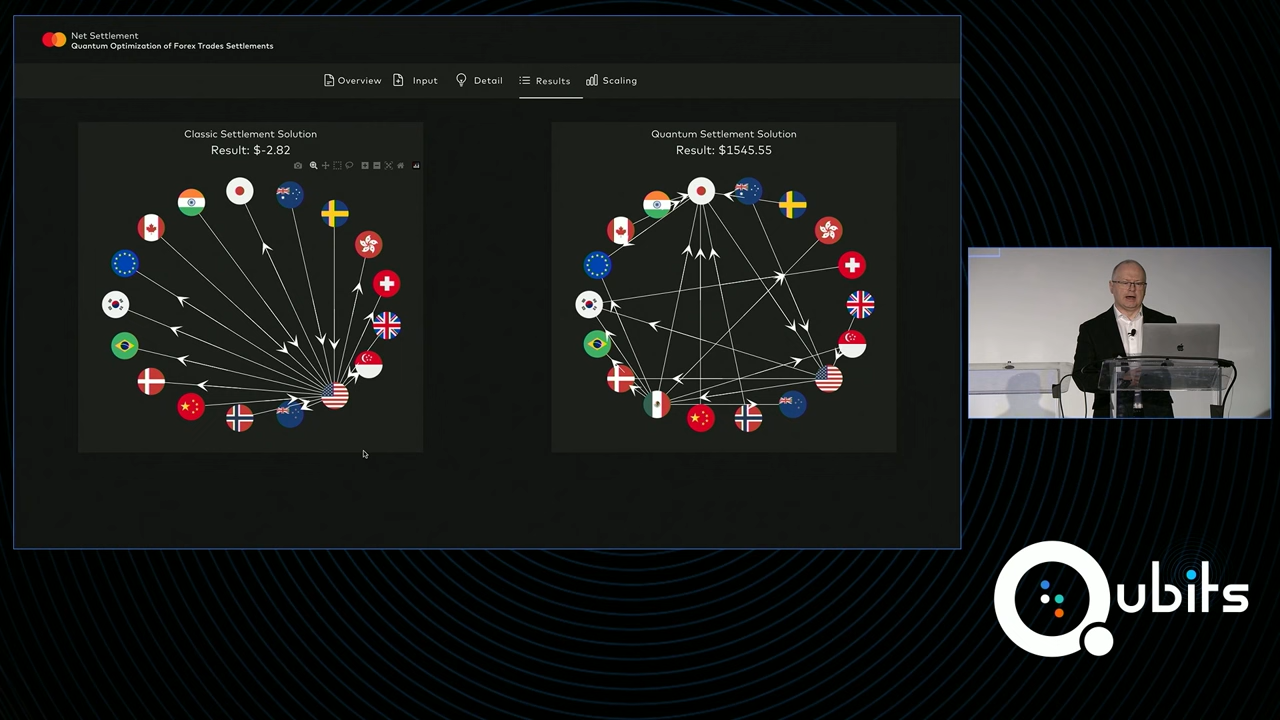 Net Settlement
Quantum Optimization of Forex Trades Settlements
Overview
Input
Detail
Results
Scaling
Classic Settlement Solution
Result: $-2.82
Quantum Settlement Solution
Result: $1545.55
Qubits